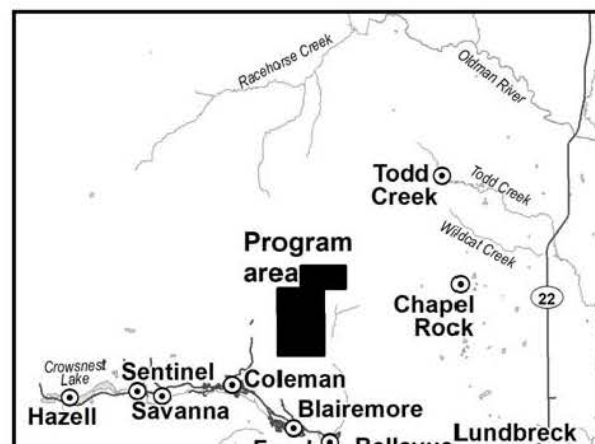 Racehorse Creek
Oldman River
Todd
Creek
Todd Creek
Wildcat Creek
Program
area
22
Chapel
Rock
Crowsnest
Lake
Sentinel
Coleman
Hazell
Savanna
Blairemore
Lundbreck